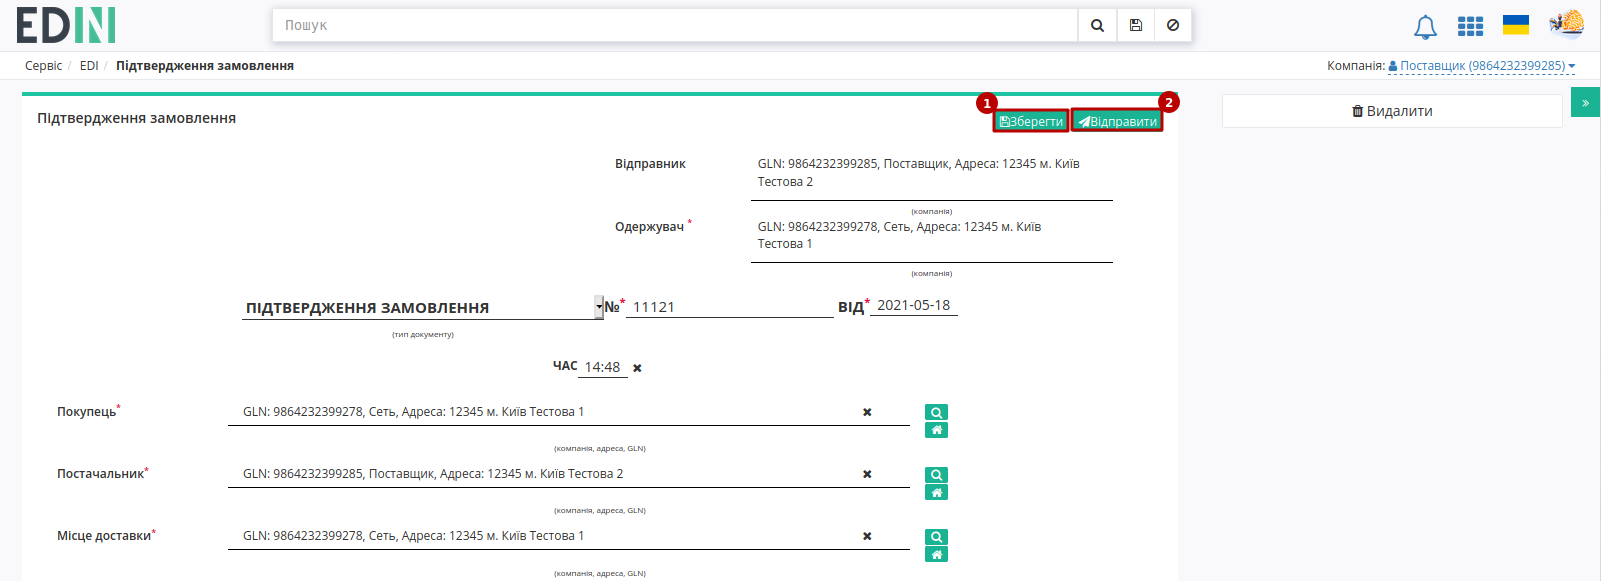 EDIN
Пошук
Сервіс / EDI / Підтвердження замовлення
Компанія: Поставщик (9864232399285)
1
2
»
Підтвердження замовлення
Зберегти
Відправити
Видалити
Відправник
GLN: 9864232399285, Поставщик, Адреса: 12345 м. Київ
Тестова 2
(компанія)
Одержувач *
GLN: 9864232399278, Сеть, Адреса: 12345 м. Київ
Тестова 1
(компанія)
ПІДТВЕРДЖЕННЯ ЗАМОВЛЕННЯ №* 11121 ВІД* 2021-05-18
(тип документу)
ЧАС 14:48
Покупець* GLN: 9864232399278, Сеть, Адреса: 12345 м. Київ Тестова 1
(компанія, адреса, GLN)
Постачальник* GLN: 9864232399285, Поставщик, Адреса: 12345 м. Київ Тестова 2
(компанія, адреса, GLN)
Місце доставки* GLN: 9864232399278, Сеть, Адреса: 12345 м. Київ Тестова 1
(компанія, адреса, GLN)